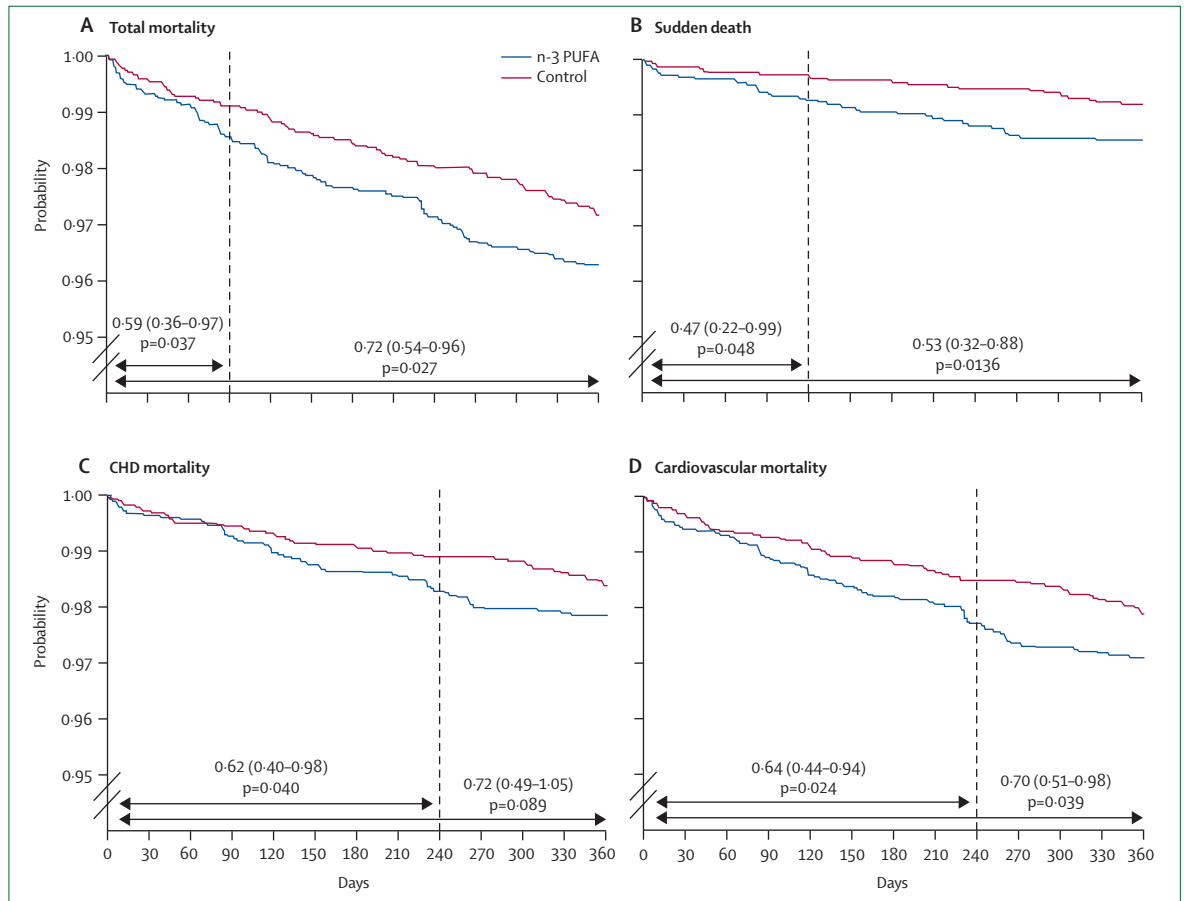 A Total mortality
1·00
0·99
0·98
0·97
0·96
0·95
Probability
n-3 PUFA
Control
0·59 (0·36–0·97)
p=0·037
0·72 (0·54–0·96)
p=0·027
B Sudden death
0·47 (0·22–0·99)
p=0·048
0·53 (0·32–0·88)
p=0·0136
C CHD mortality
1·00
0·99
0·98
0·97
0·96
0·95
Probability
0·62 (0·40–0·98)
p=0·040
0·72 (0·49–1·05)
p=0·089
0 30 60 90 120 150 180 210 240 270 300 330 360
Days
D Cardiovascular mortality
0·64 (0·44–0·94)
p=0·024
0·70 (0·51–0·98)
p=0·039
0 30 60 90 120 150 180 210 240 270 300 330 360
Days